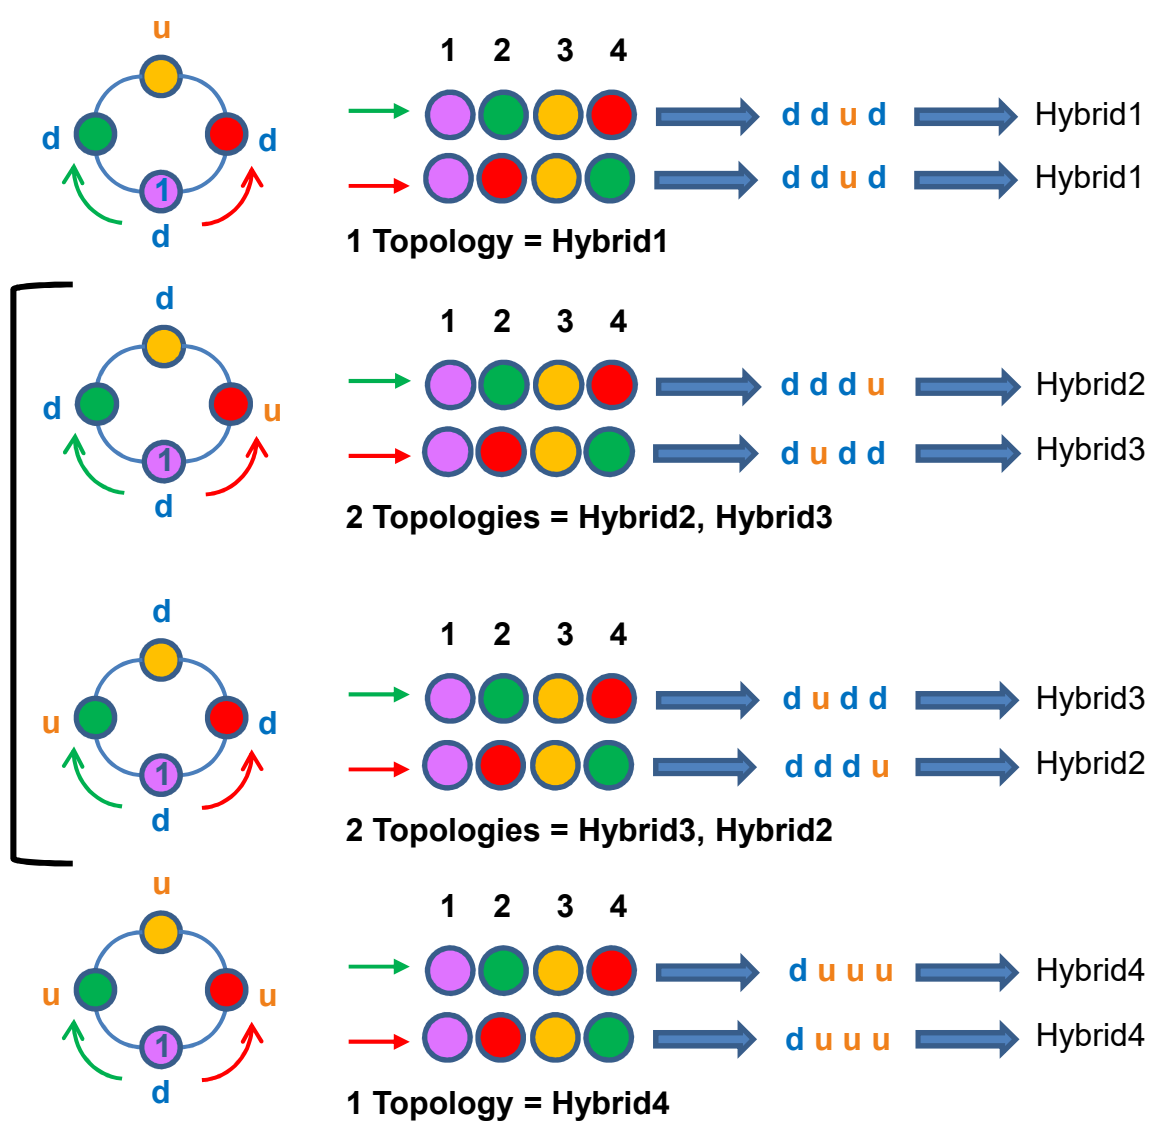 u
1 2 3 4
d d u d Hybrid1
d d
1
d d u d Hybrid1
d
1 Topology = Hybrid1
d
1 2 3 4
d d d u Hybrid2
d u
1
d u d d Hybrid3
d
2 Topologies = Hybrid2, Hybrid3
d
1 2 3 4
d u d d Hybrid3
u d
1
d d d u Hybrid2
d
2 Topologies = Hybrid3, Hybrid2
u
1 2 3 4
d u u u Hybrid4
u u
1
d u u u Hybrid4
d
1 Topology = Hybrid4